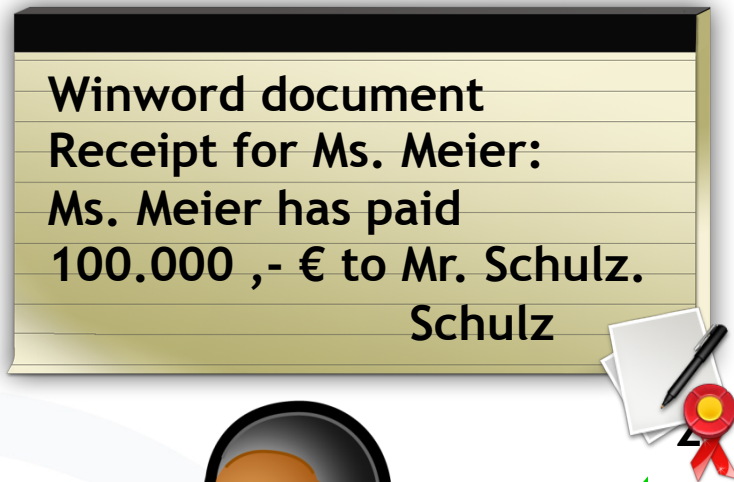 Winword document
Receipt for Ms. Meier:
Ms. Meier has paid
100.000 ,- € to Mr. Schulz.
Schulz